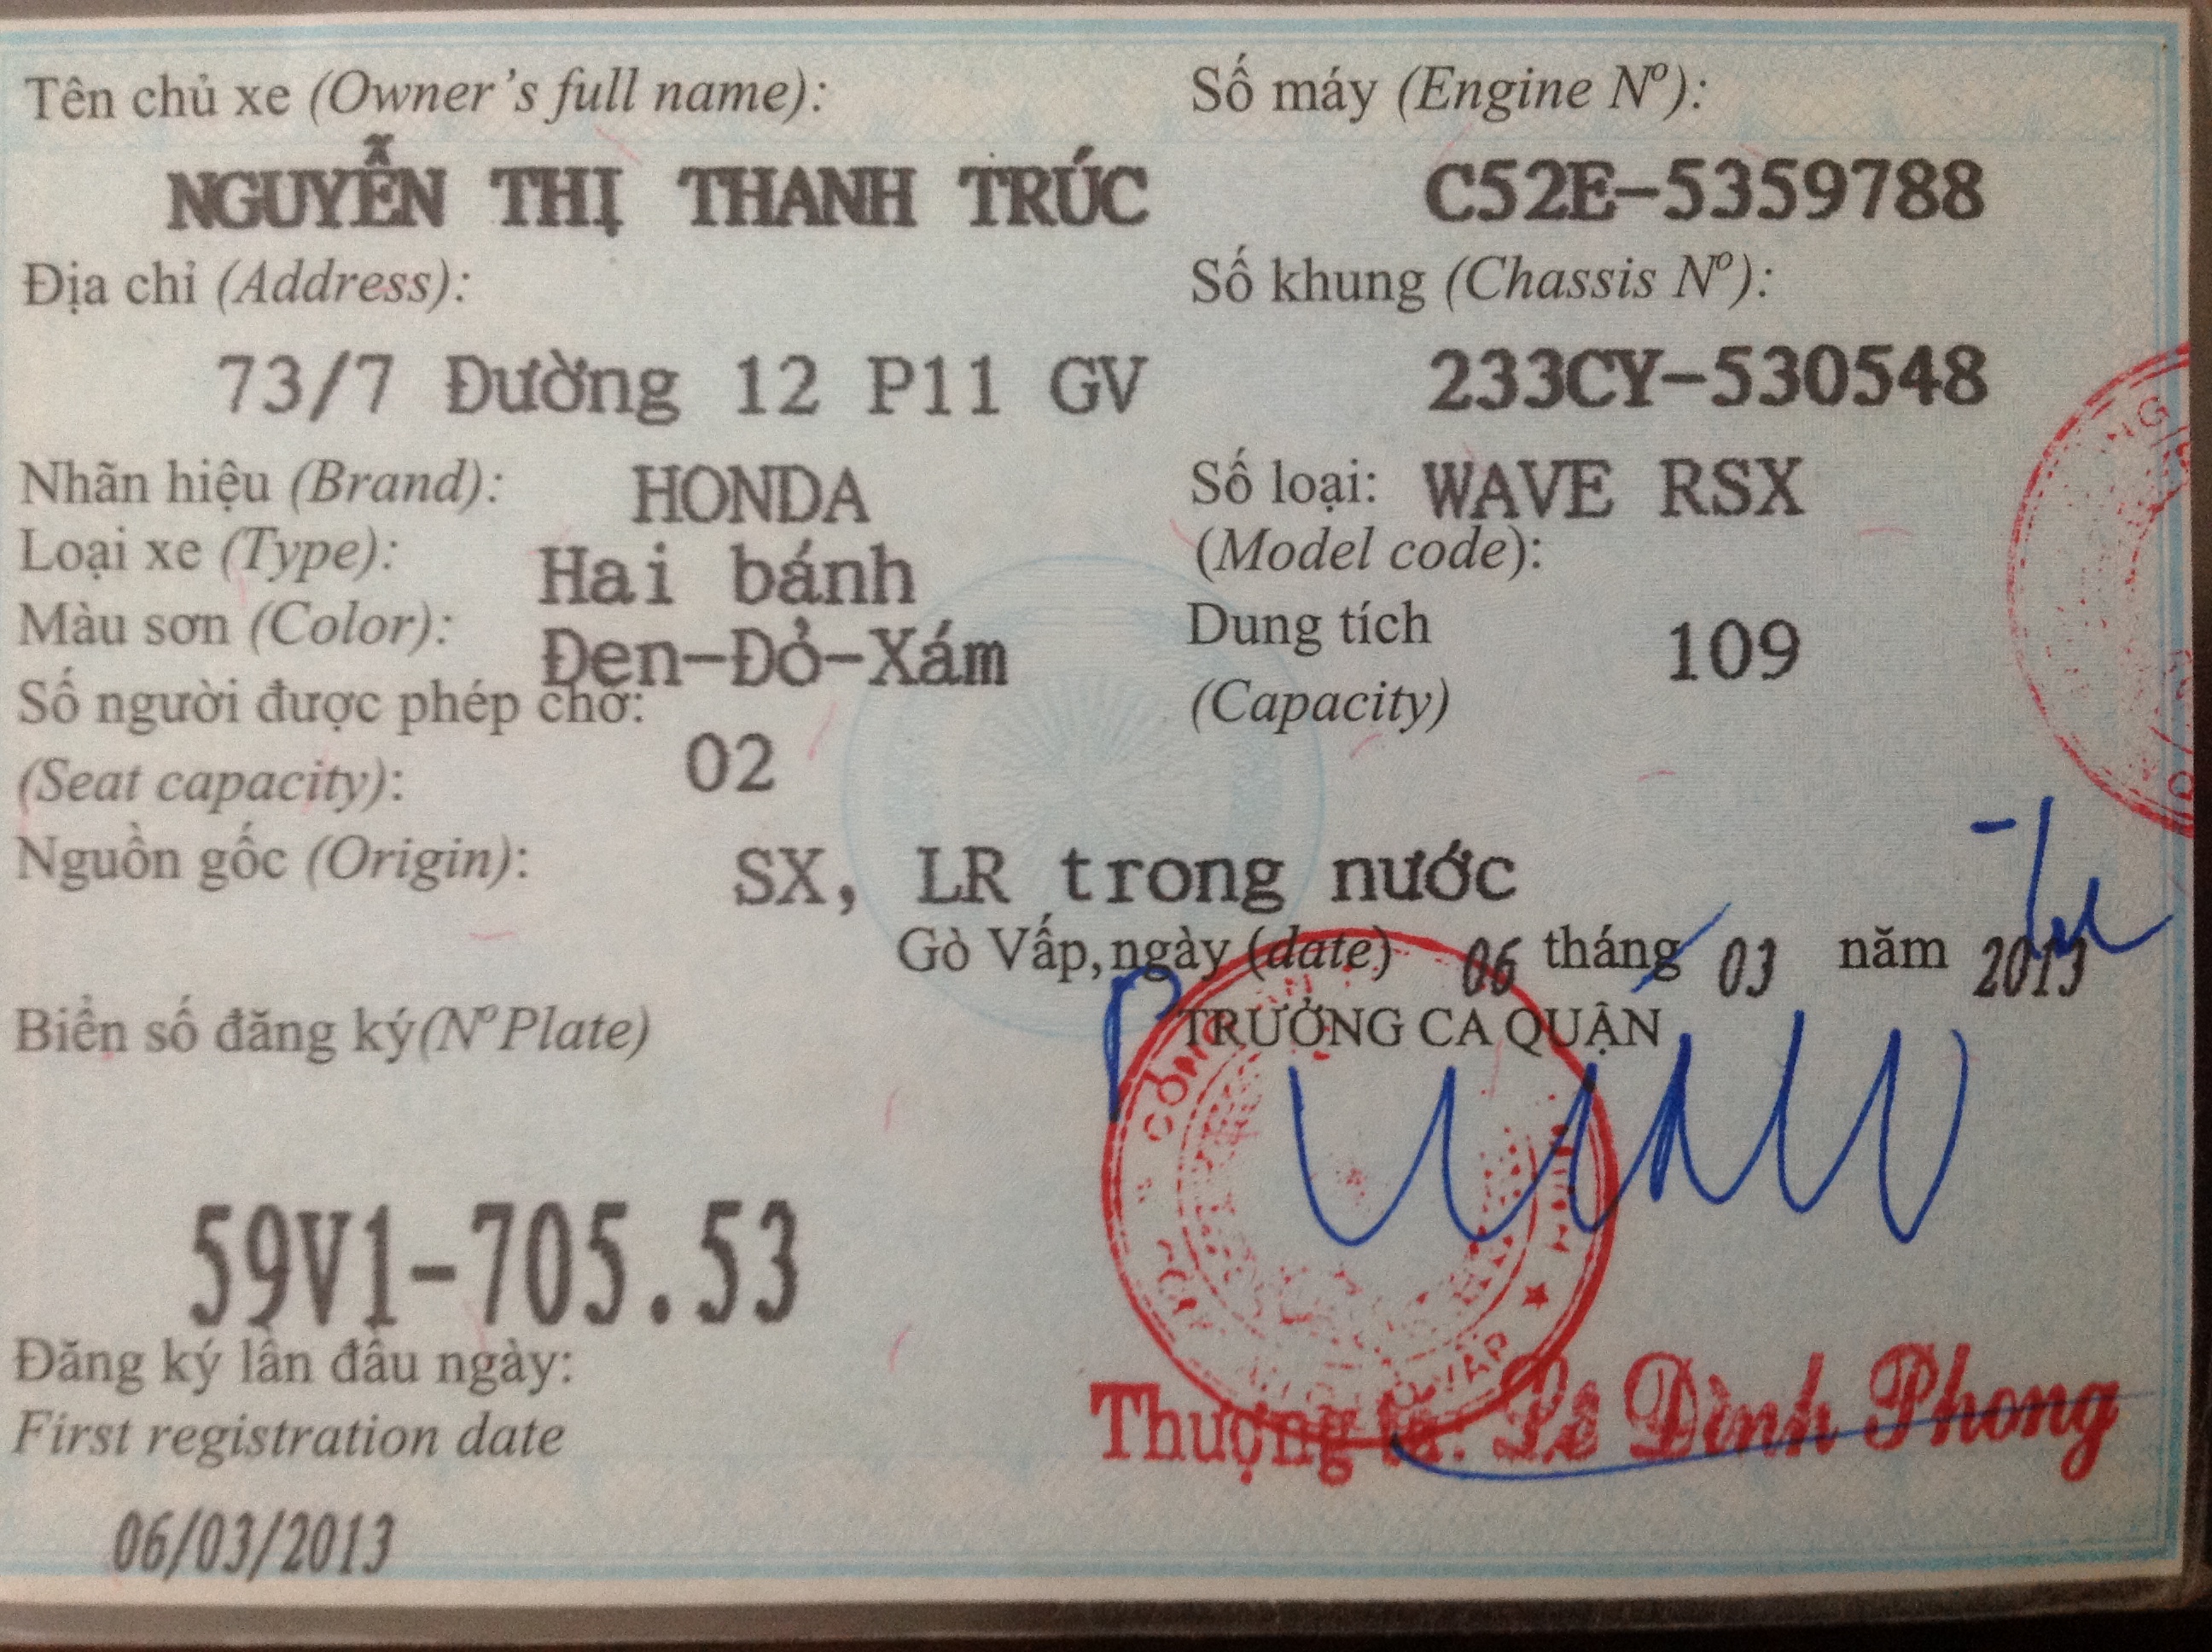 Tên chủ xe (Owner's full name):
NGUYỄN THỊ THANH TRÚC
Địa chỉ (Address):
73/7 Đường 12 P11 GV
Nhãn hiệu (Brand): HONDA
Loại xe (Type): Hai bánh
Màu sơn (Color): Đen-Đỏ-Xám
Số người được phép chở:
(Seat capacity): 02
Số máy (Engine Nº):
C52E-5359788
Số khung (Chassis Nº):
233CY-530548
Số loại: WAVE RSX
(Model code):
Dung tích 109
(Capacity)
Nguồn gốc (Origin): SX, LR trong nước
Gò Vấp, ngày (date) 06 tháng 03 năm 2013
TRƯỞNG CA QUẬN
Biển số đăng ký (Nº Plate)
59V1-705.53
Đăng ký lần đầu ngày:
First registration date
06/03/2013
Thượng tá: Lê Đình Phong